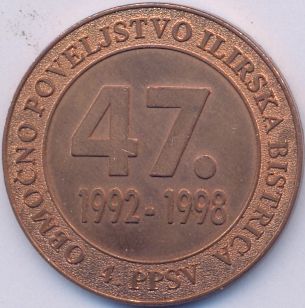 OBMOČNO POVELJSTVO ILIRSKA BISTRICA
47.
1992-1998
4. PPSV